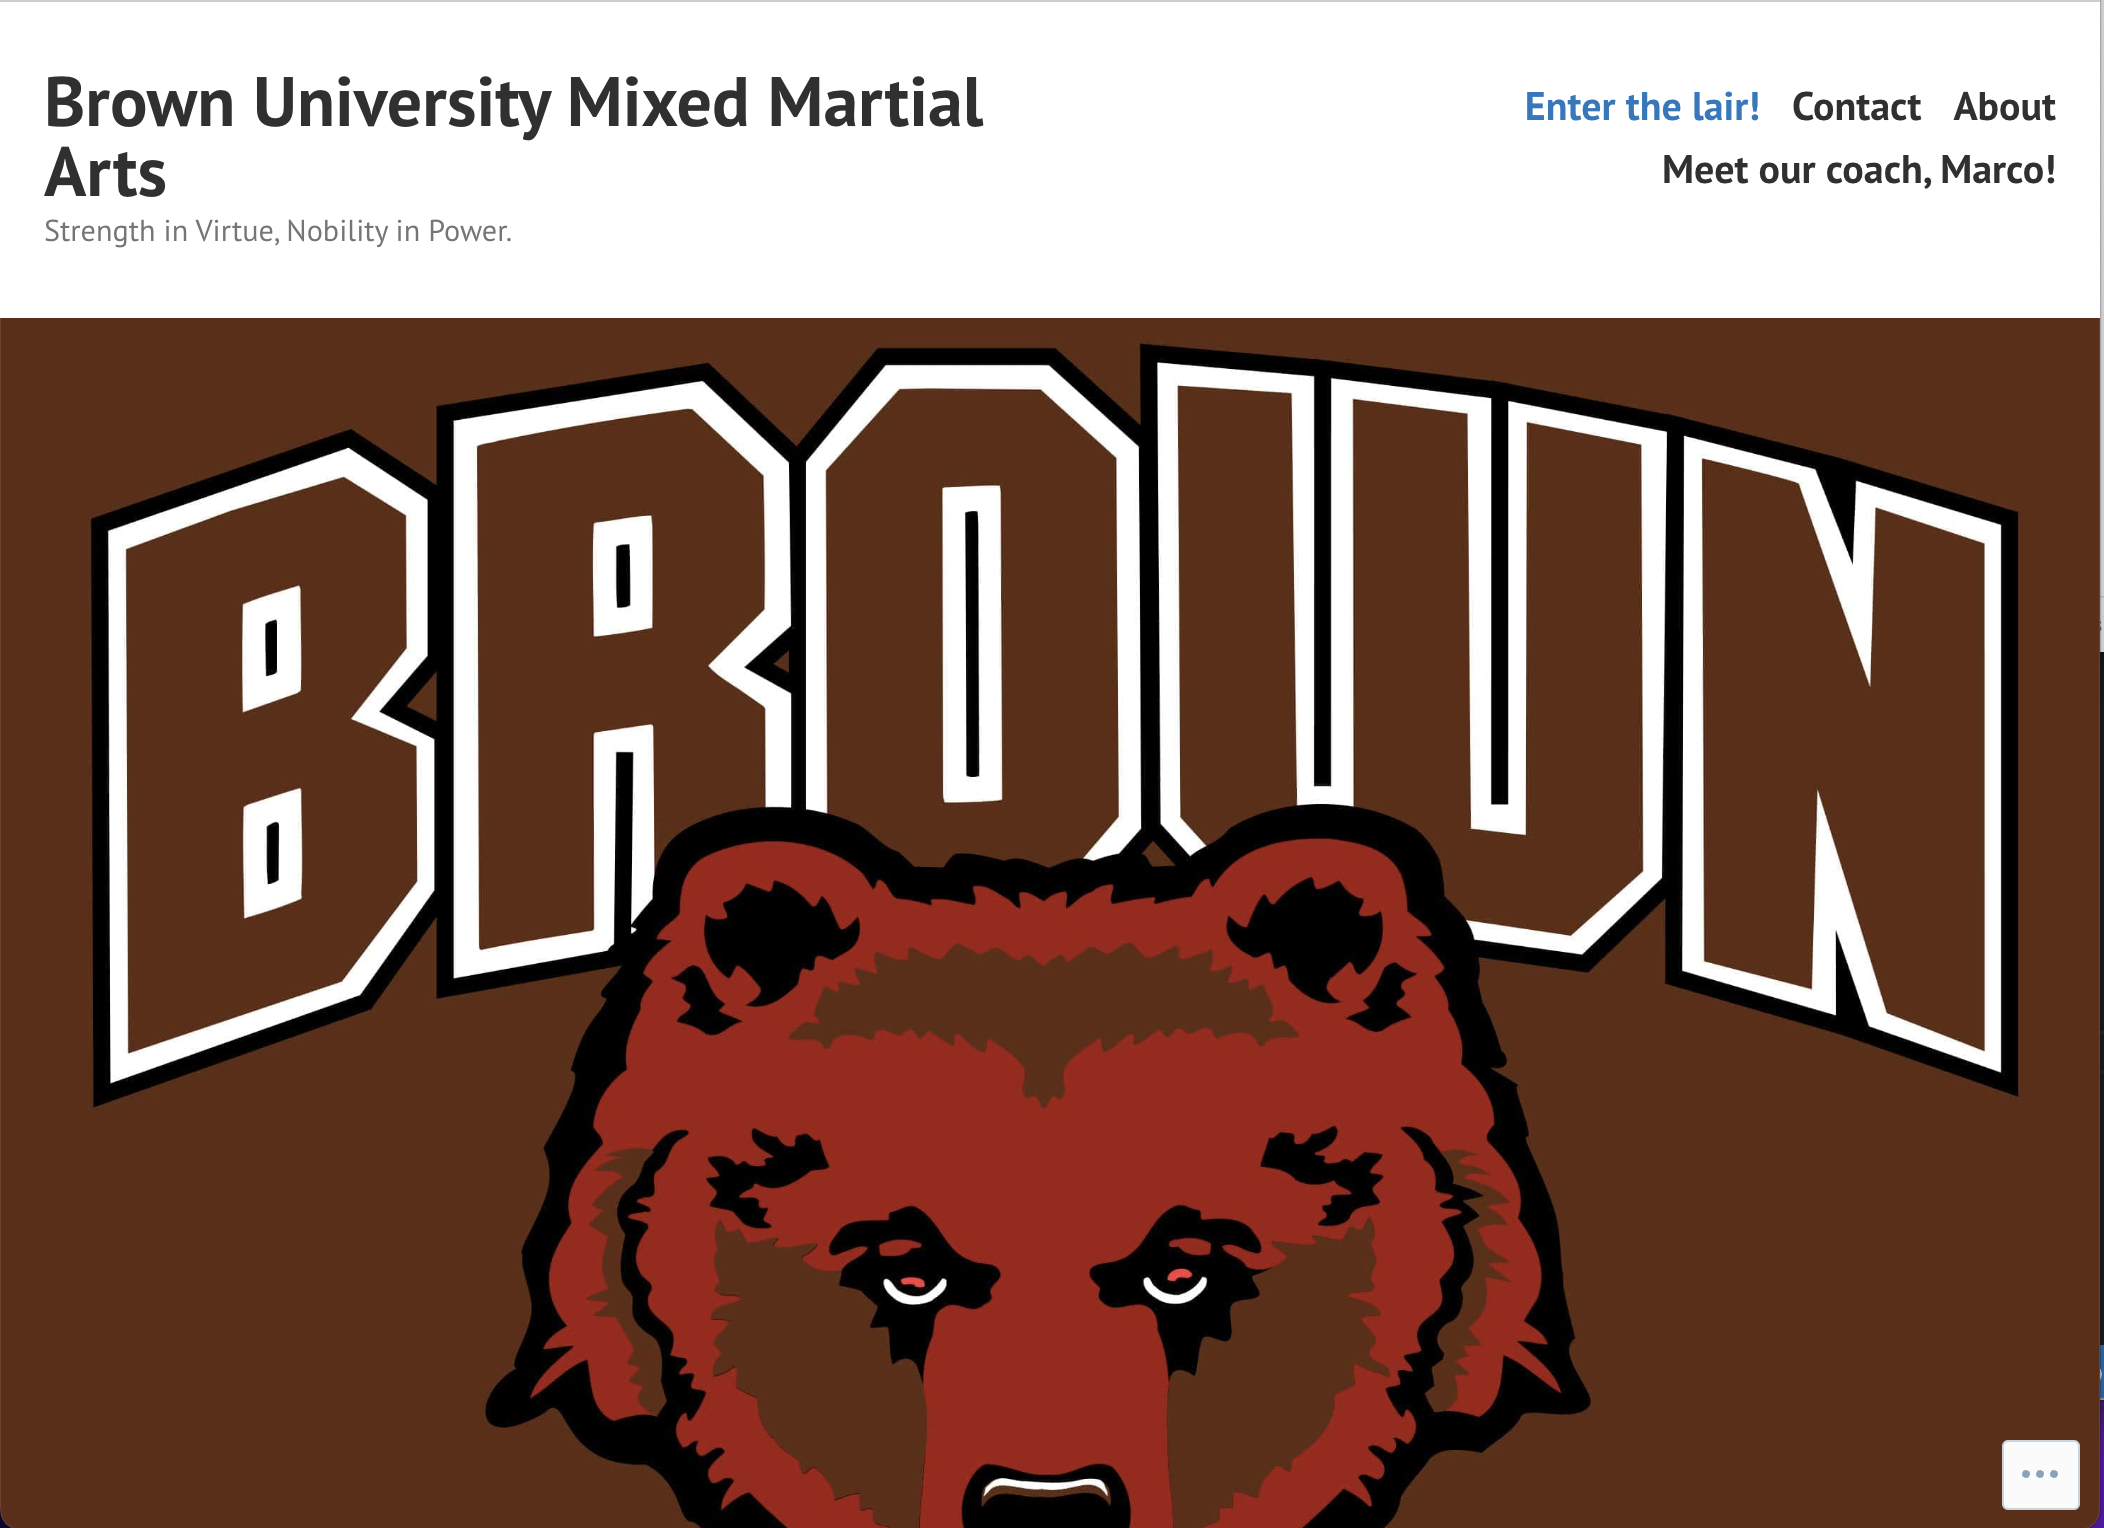 Brown University Mixed Martial
Arts
Strength in Virtue, Nobility in Power.
Enter the lair! Contact About
Meet our coach, Marco!
BROWN